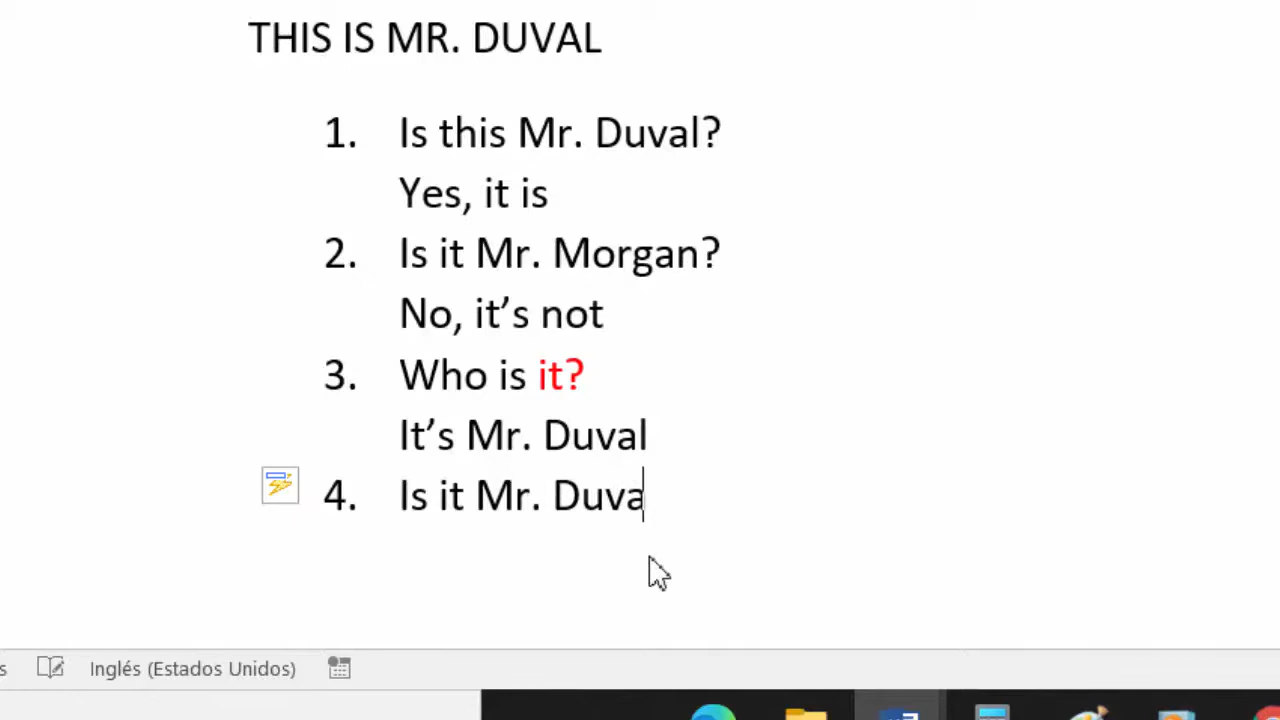 THIS IS MR. DUVAL
1. Is this Mr. Duval?
Yes, it is
2. Is it Mr. Morgan?
No, it’s not
3. Who is it?
It’s Mr. Duval
4. Is it Mr. Duva
s Inglés (Estados Unidos)